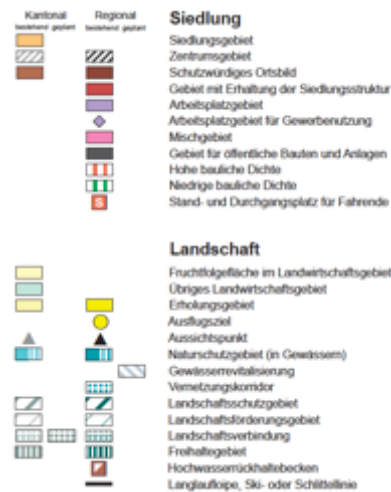 Kantonal Regional Siedlung
bestehend geplant bestehend geplant
Siedlungsgebiet
Zentrumsgebiet
Schutzwürdiges Ortsbild
Gebiet mit Erhaltung der Siedlungsstruktur
Arbeitsplatzgebiet
Arbeitsplatzgebiet für Gewerbenutzung
Mischgebiet
Gebiet für öffentliche Bauten und Anlagen
Hohe bauliche Dichte
Niedrige bauliche Dichte
S Stand- und Durchgangsplatz für Fahrende
Landschaft
Fruchtfolgefläche im Landwirtschaftsgebiet
Übriges Landwirtschaftsgebiet
Erholungsgebiet
Ausflugsziel
Aussichtspunkt
Naturschutzgebiet (in Gewässern)
Gewässerrevitalisierung
Vernetzungskorridor
Landschaftsschutzgebiet
Landschaftsförderungsgebiet
Landschaftsverbindung
Freihaltegebiet
Hochwasserrückhaltebecken
Langlaufloipe, Ski- oder Schlittellinie